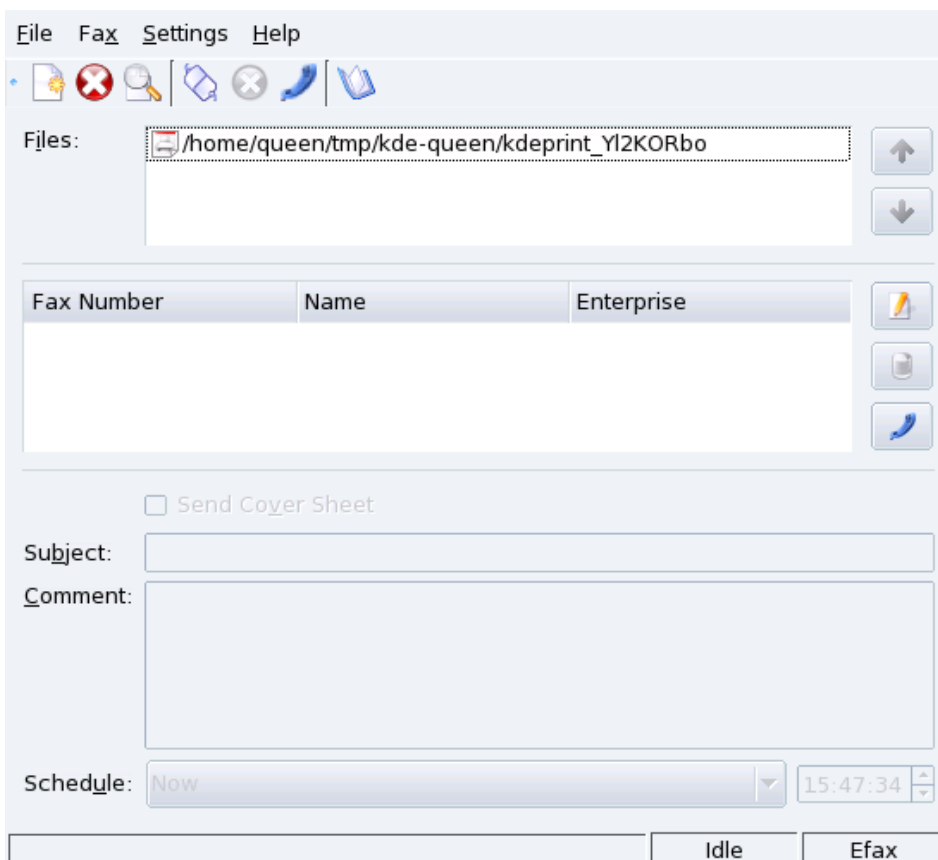 File Fax Settings Help
Files: /home/queen/tmp/kde-queen/kdeprint_Yl2KORbo
Fax Number Name Enterprise
Send Cover Sheet
Subject:
Comment:
Schedule: Now 15:47:34
Idle Efax